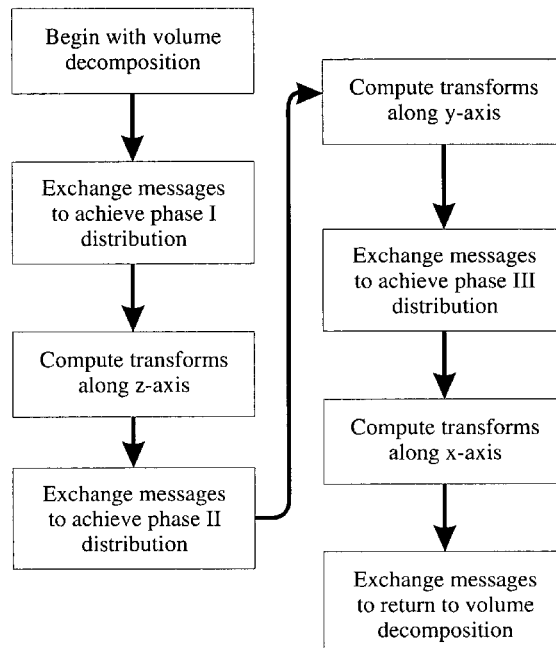 Begin with volume
decomposition
Exchange messages
to achieve phase I
distribution
Compute transforms
along z-axis
Exchange messages
to achieve phase II
distribution
Compute transforms
along y-axis
Exchange messages
to achieve phase III
distribution
Compute transforms
along x-axis
Exchange messages
to return to volume
decomposition